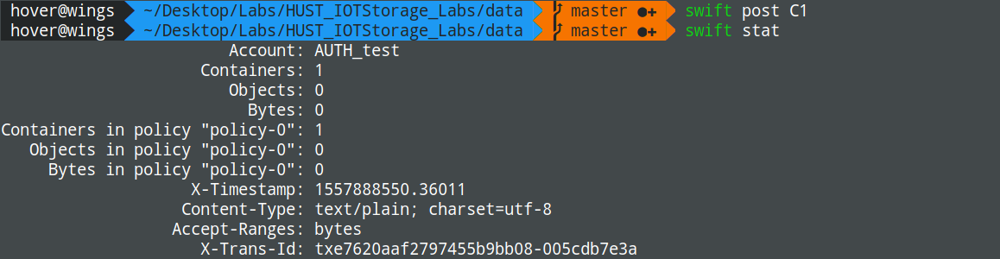 hover@wings ~/Desktop/Labs/HUST_IOTStorage_Labs/data master ●+ swift post C1
hover@wings ~/Desktop/Labs/HUST_IOTStorage_Labs/data master ●+ swift stat
Account: AUTH_test
Containers: 1
Objects: 0
Bytes: 0
Containers in policy "policy-0": 1
Objects in policy "policy-0": 0
Bytes in policy "policy-0": 0
X-Timestamp: 1557888550.36011
Content-Type: text/plain; charset=utf-8
Accept-Ranges: bytes
X-Trans-Id: txe7620aaf2797455b9bb08-005cdb7e3a